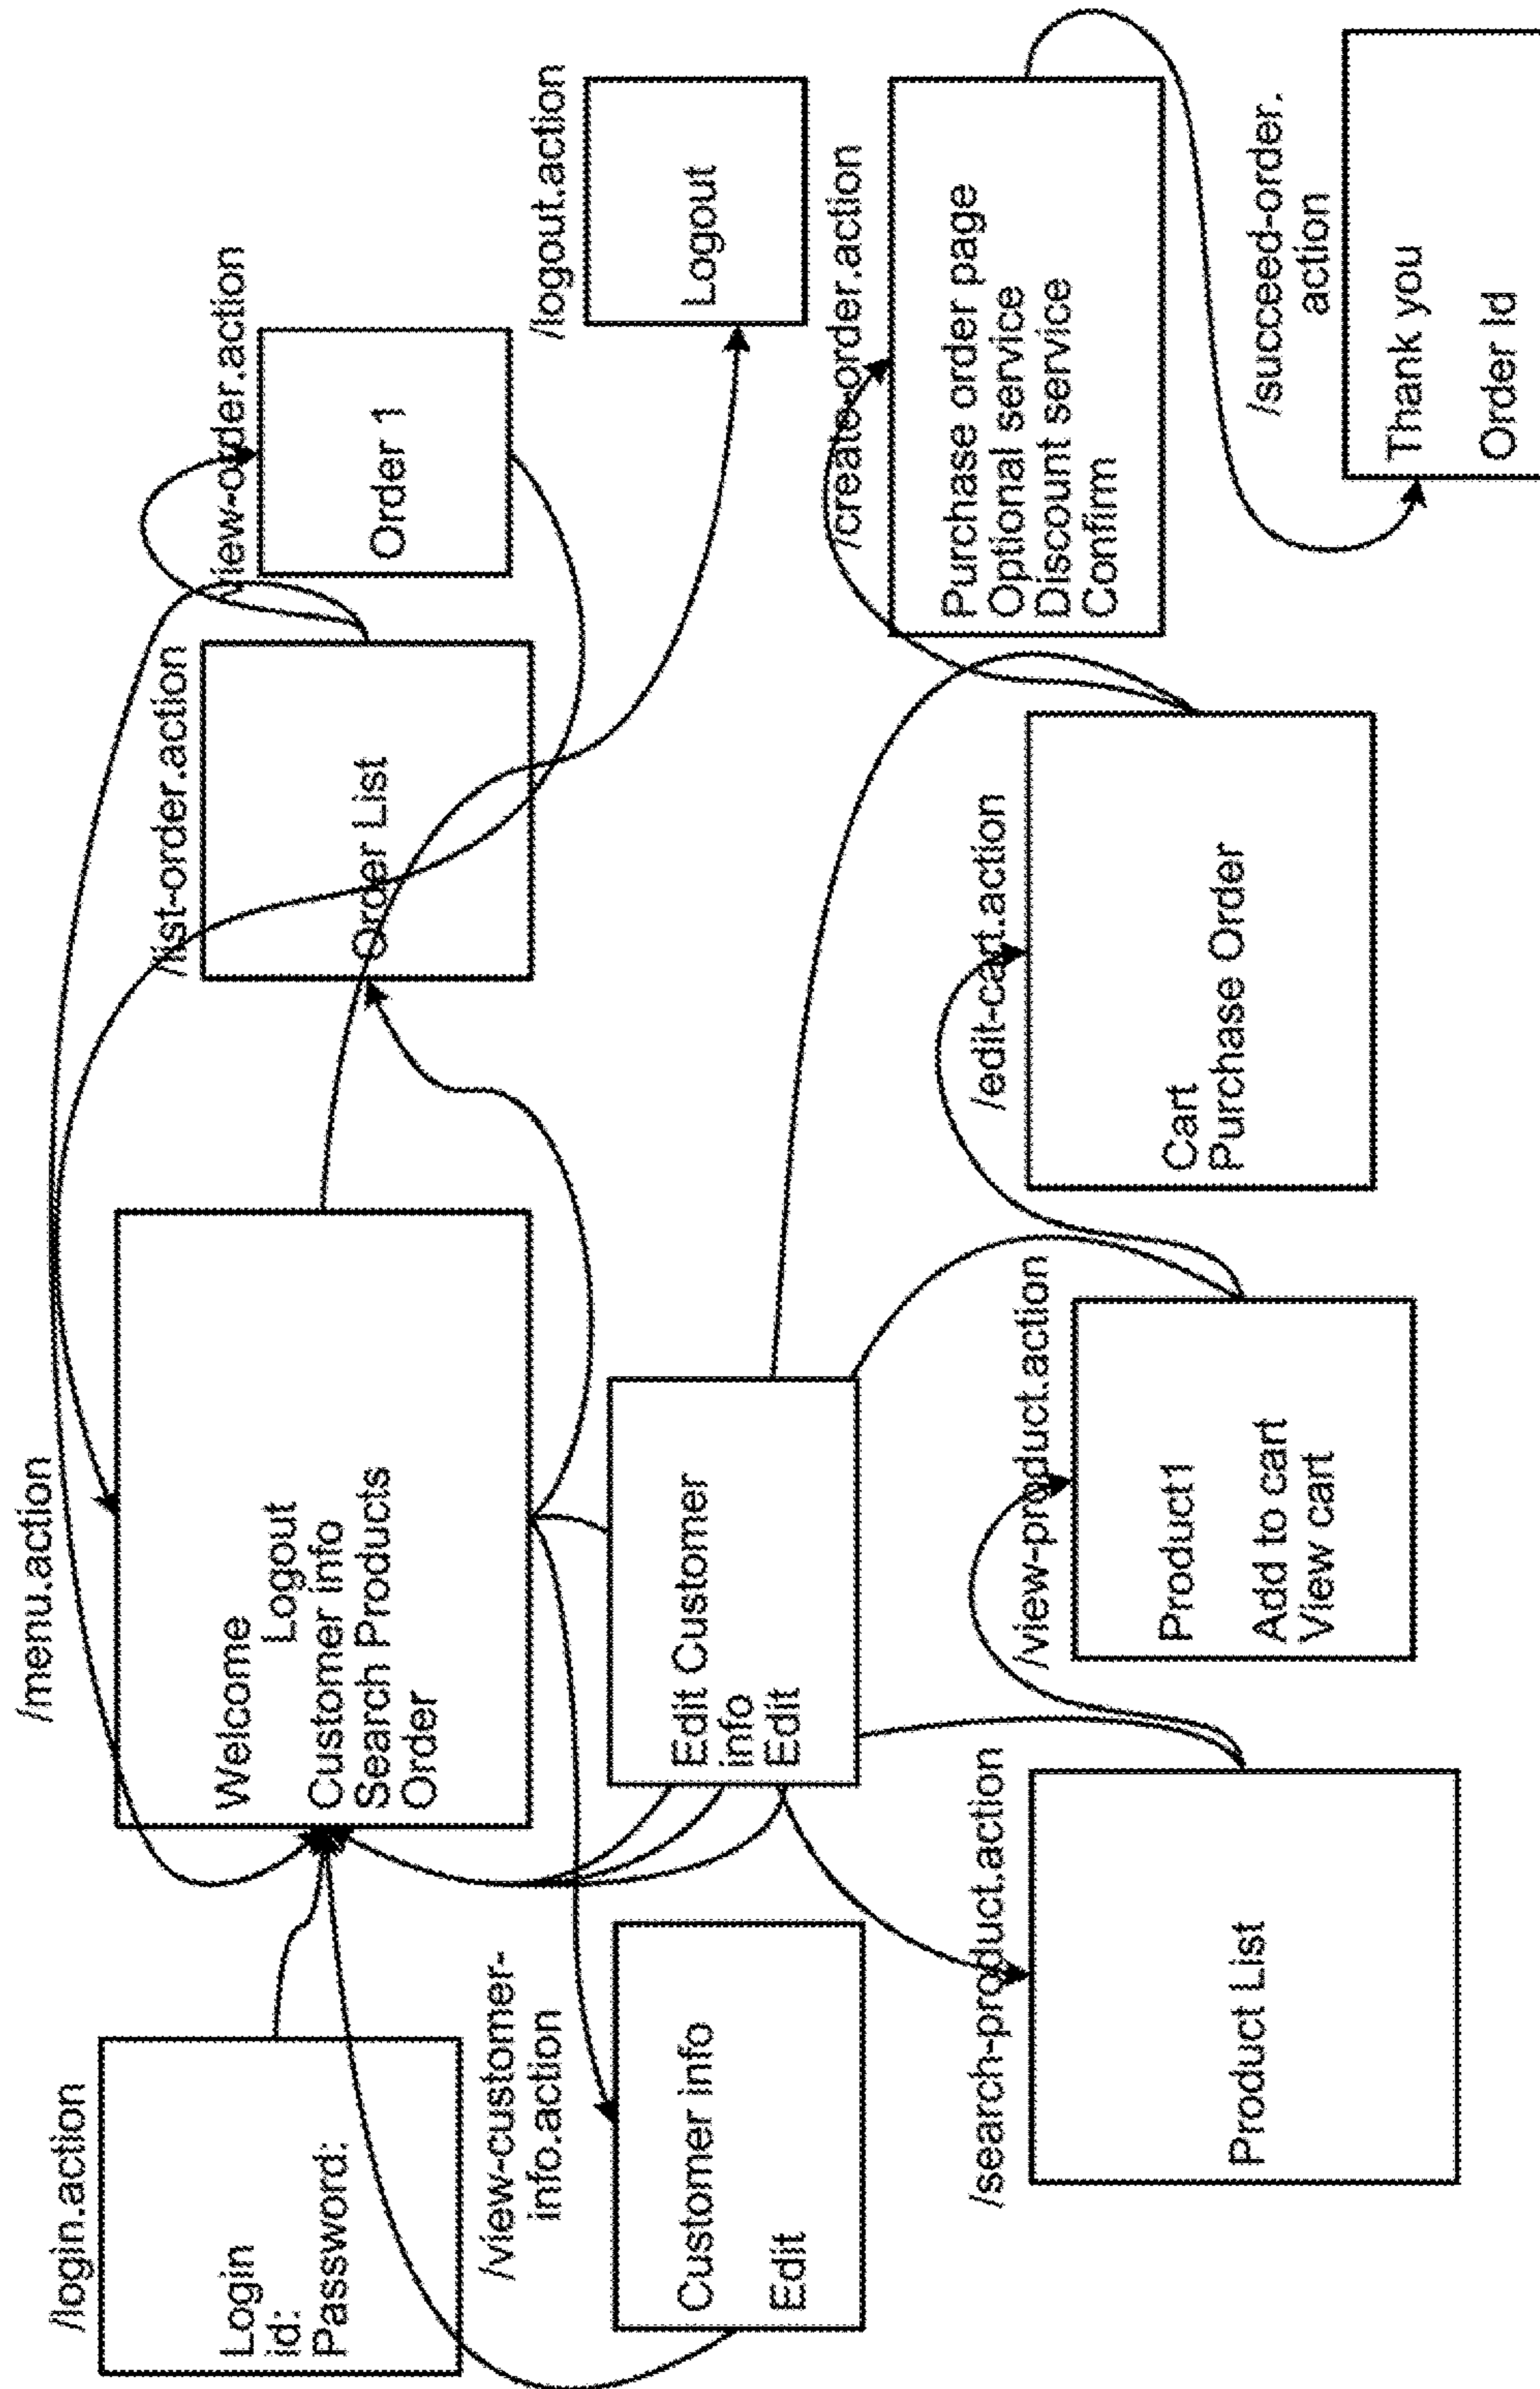 /login.action
Login
id:
Password:
/menu.action
Welcome
Logout
Customer info
Search Products
Order
/list-order.action
Order List
/view-order.action
Order 1
/logout.action
Logout
/view-customer-
info.action
Customer info
Edit
Edit Customer
info
Edit
/search-product.action
Product List
/view-product.action
Product1
Add to cart
View cart
/edit-cart.action
Cart
Purchase Order
/create-order.action
Purchase order page
Optional service
Discount service
Confirm
/succeed-order.
action
Thank you
Order Id